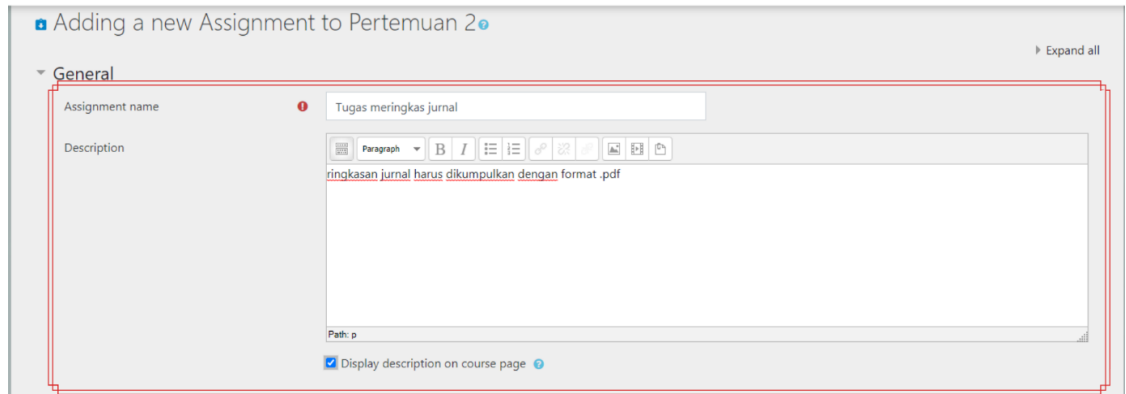 Adding a new Assignment to Pertemuan 2
Expand all
General
Assignment name
Tugas meringkas jurnal
Description
Paragraph B I
ringkasan jurnal harus dikumpulkan dengan format .pdf
Path: p
Display description on course page